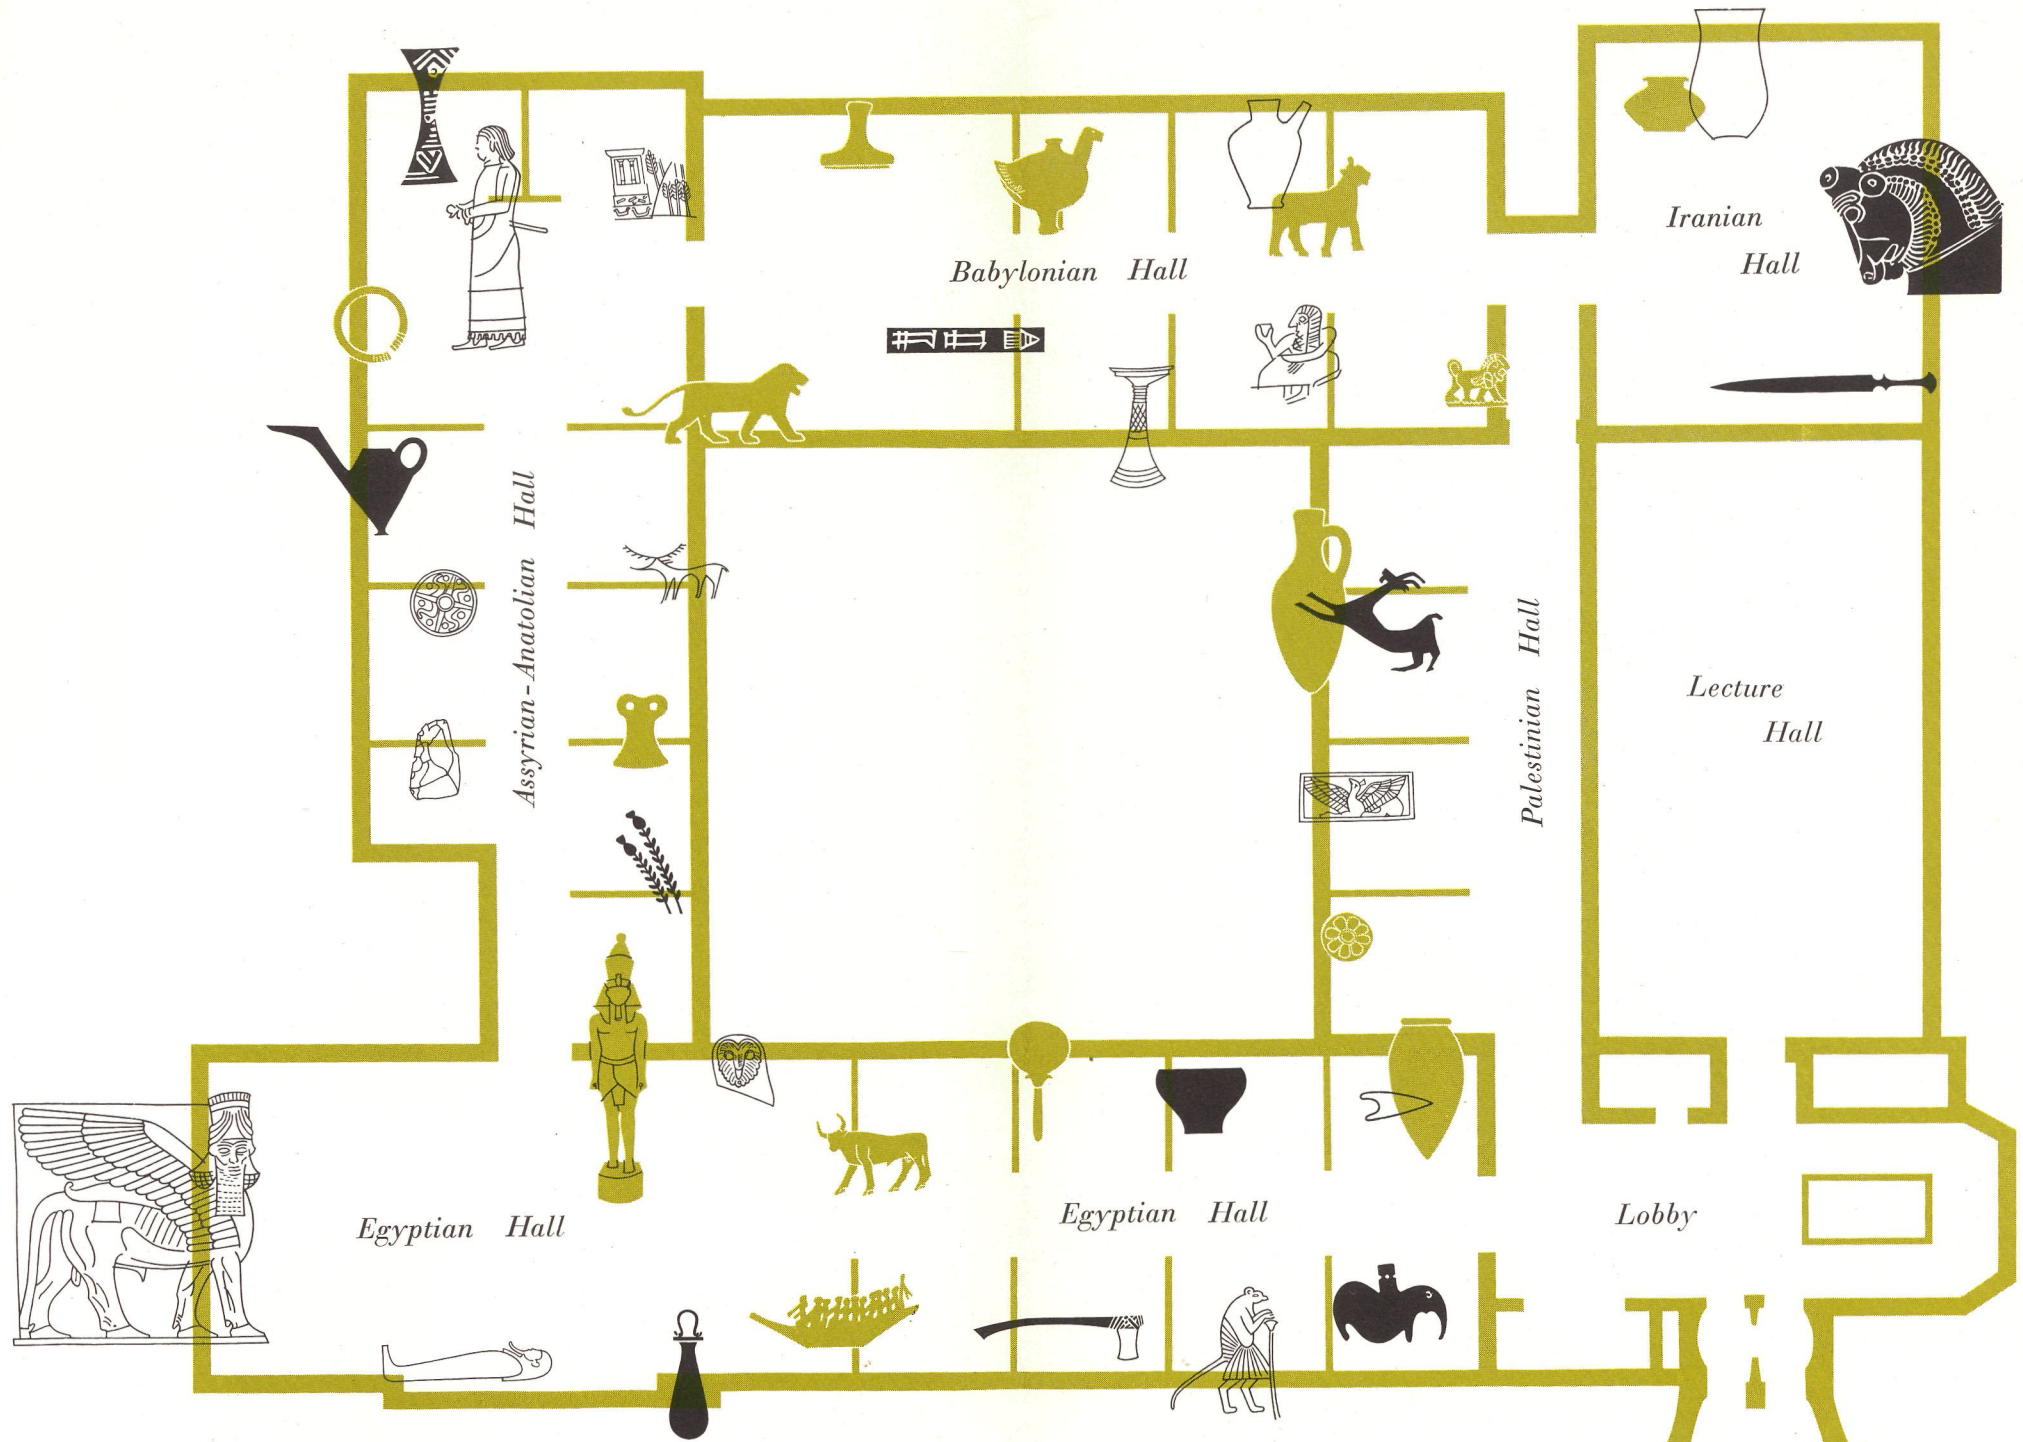 Iranian
Hall
Babylonian Hall
Assyrian-Anatolian Hall
Palestinian Hall
Lecture
Hall
Egyptian Hall
Egyptian Hall
Lobby